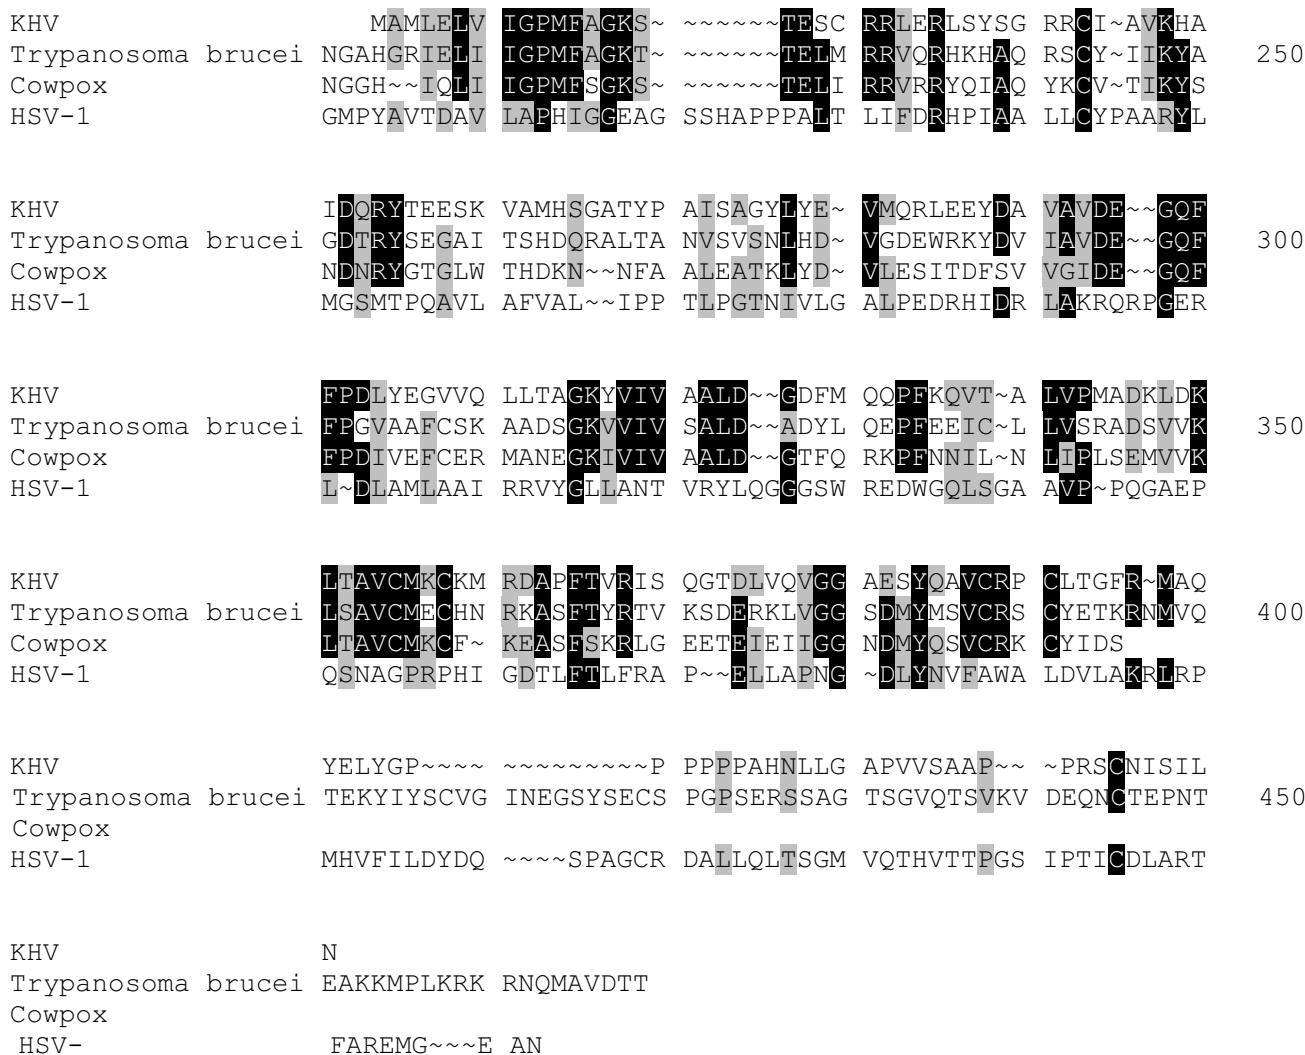 KHV MAMLELV IGPMFAGKS~ ~~~~~~~TESC RRLERLSYSG RRCI~AVKHA
Trypanosoma brucei NGAHGRIELI IGPMFAGKT~ ~~~~~~~TELM RRVQRHKHAQ RSCY~IIKYA 250
Cowpox NGGH~~IQLI IGPMFSGKS~ ~~~~~~~TELI RRVRRYQIAQ YKCV~TIKYS
HSV-1 GMPYAVTDAV LAPHIGGEAG SSHAPPPALT LIFDRHPIAA LLCYPAARYL
KHV IDQRYTEESK VAMHSGATYP AISAGYLYE~ VMQRLEEYDA VAVDE~~GQF
Trypanosoma brucei GDTRYSEGAI TSHDQRALTA NVSVSNLHD~ VGDEWRKYDV IAVDE~~GQF 300
Cowpox NDNRYGTGLW THDKN~~NFA ALEATKLYD~ VLESITDFSV VGIDE~~GQF
HSV-1 MGSMTPQAVL AFVAL~~IPP TLPGTNIVLG ALPEDRHIDR LAKRQRPGER
KHV FPDLYEGVVQ LLTAGKYVIV AALD~~GDFM QQPFKQVT~A LVPMADKLDK
Trypanosoma brucei FPGVAAFCSK AADSGKVVIV SALD~~ADYL QEPFEEIC~L LVSRADSVVK 350
Cowpox FPDIVEFCER MANEGKIVIV AALD~~GTFQ RKPFNNIL~N LIPLSEMVVK
HSV-1 L~DLAMLAAI RRVYGLLANT VRYLQGGGSW REDWGQLSGA AVP~PQGAEP
KHV LTAVCMKCKM RDAPFTVRIS QGTDLVQVGG AESYQAVCRP CLTGFR~MAQ
Trypanosoma brucei LSAVCMECHN RKASFTYRTV KSDERKLVGG SDMYMSVCRS CYETKRNMVQ 400
Cowpox LTAVCMKCF~ KEASFSKRLG EETEIEIIGG NDMYQSVCRK CYIDS
HSV-1 QSNAGPRPHI GDTLFTLFRA P~~ELLAPNG ~DLYNVFAWA LDVLAKRLRP
KHV YELYGP~~~~ ~~~~~~~~~P PPPPAHNLLG APVVSAAP~~ ~PRSCNISIL
Trypanosoma brucei TEKYIYSCVG INEGSYSECS PGPSERSSAG TSGVQTSVKV DEQNCTEPNT 450
Cowpox
HSV-1 MHVFILDYDQ ~~~~SPAGCR DALLQLTSGM VQTHVTTPGS IPTICDLART
KHV N
Trypanosoma brucei EAKKMPLKRK RNQMAVDTT
Cowpox
HSV- FAREMG~~~E AN